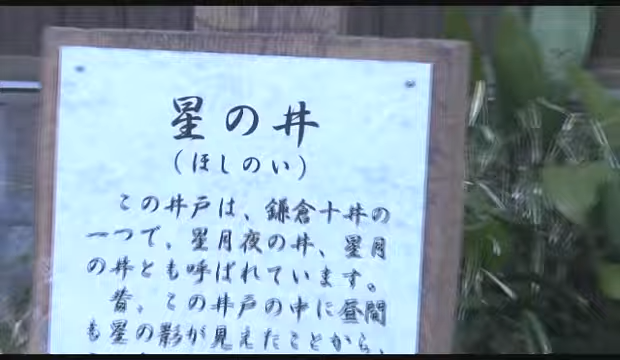 星の井
(ほしのい)
この井戸は、鎌倉十井の
一つで、星月夜の井、星月
の井とも呼ばれています。
昔、この井戸の中に昼間
も星の影が見えたことから、